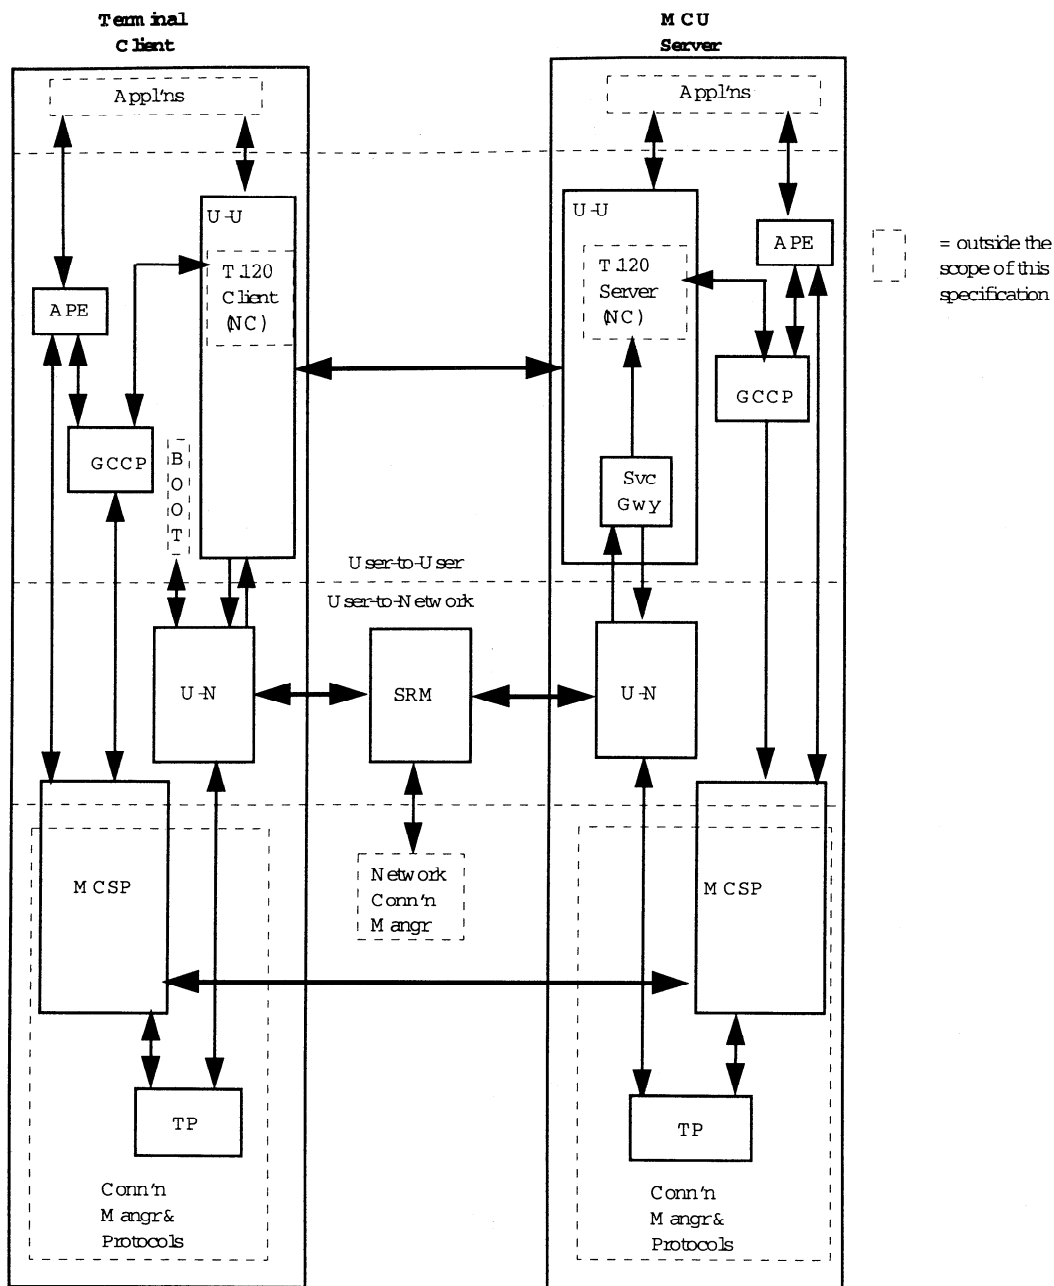 Terminal
Client
MCU
Server
Appl'ns
Appl'ns
U-U
T.120
Client
(NC)
APE
GCCP
B
O
O
T
U-U
T.120
Server
(NC)
APE
GCCP
Svc
Gwy
= outside the
scope of this
specification
User-to-User
User-to-Network
U-N
SRM
U-N
MCSP
Network
Conn'n
Mangr
MCSP
TP
TP
Conn'n
Mangr &
Protocols
Conn'n
Mangr &
Protocols